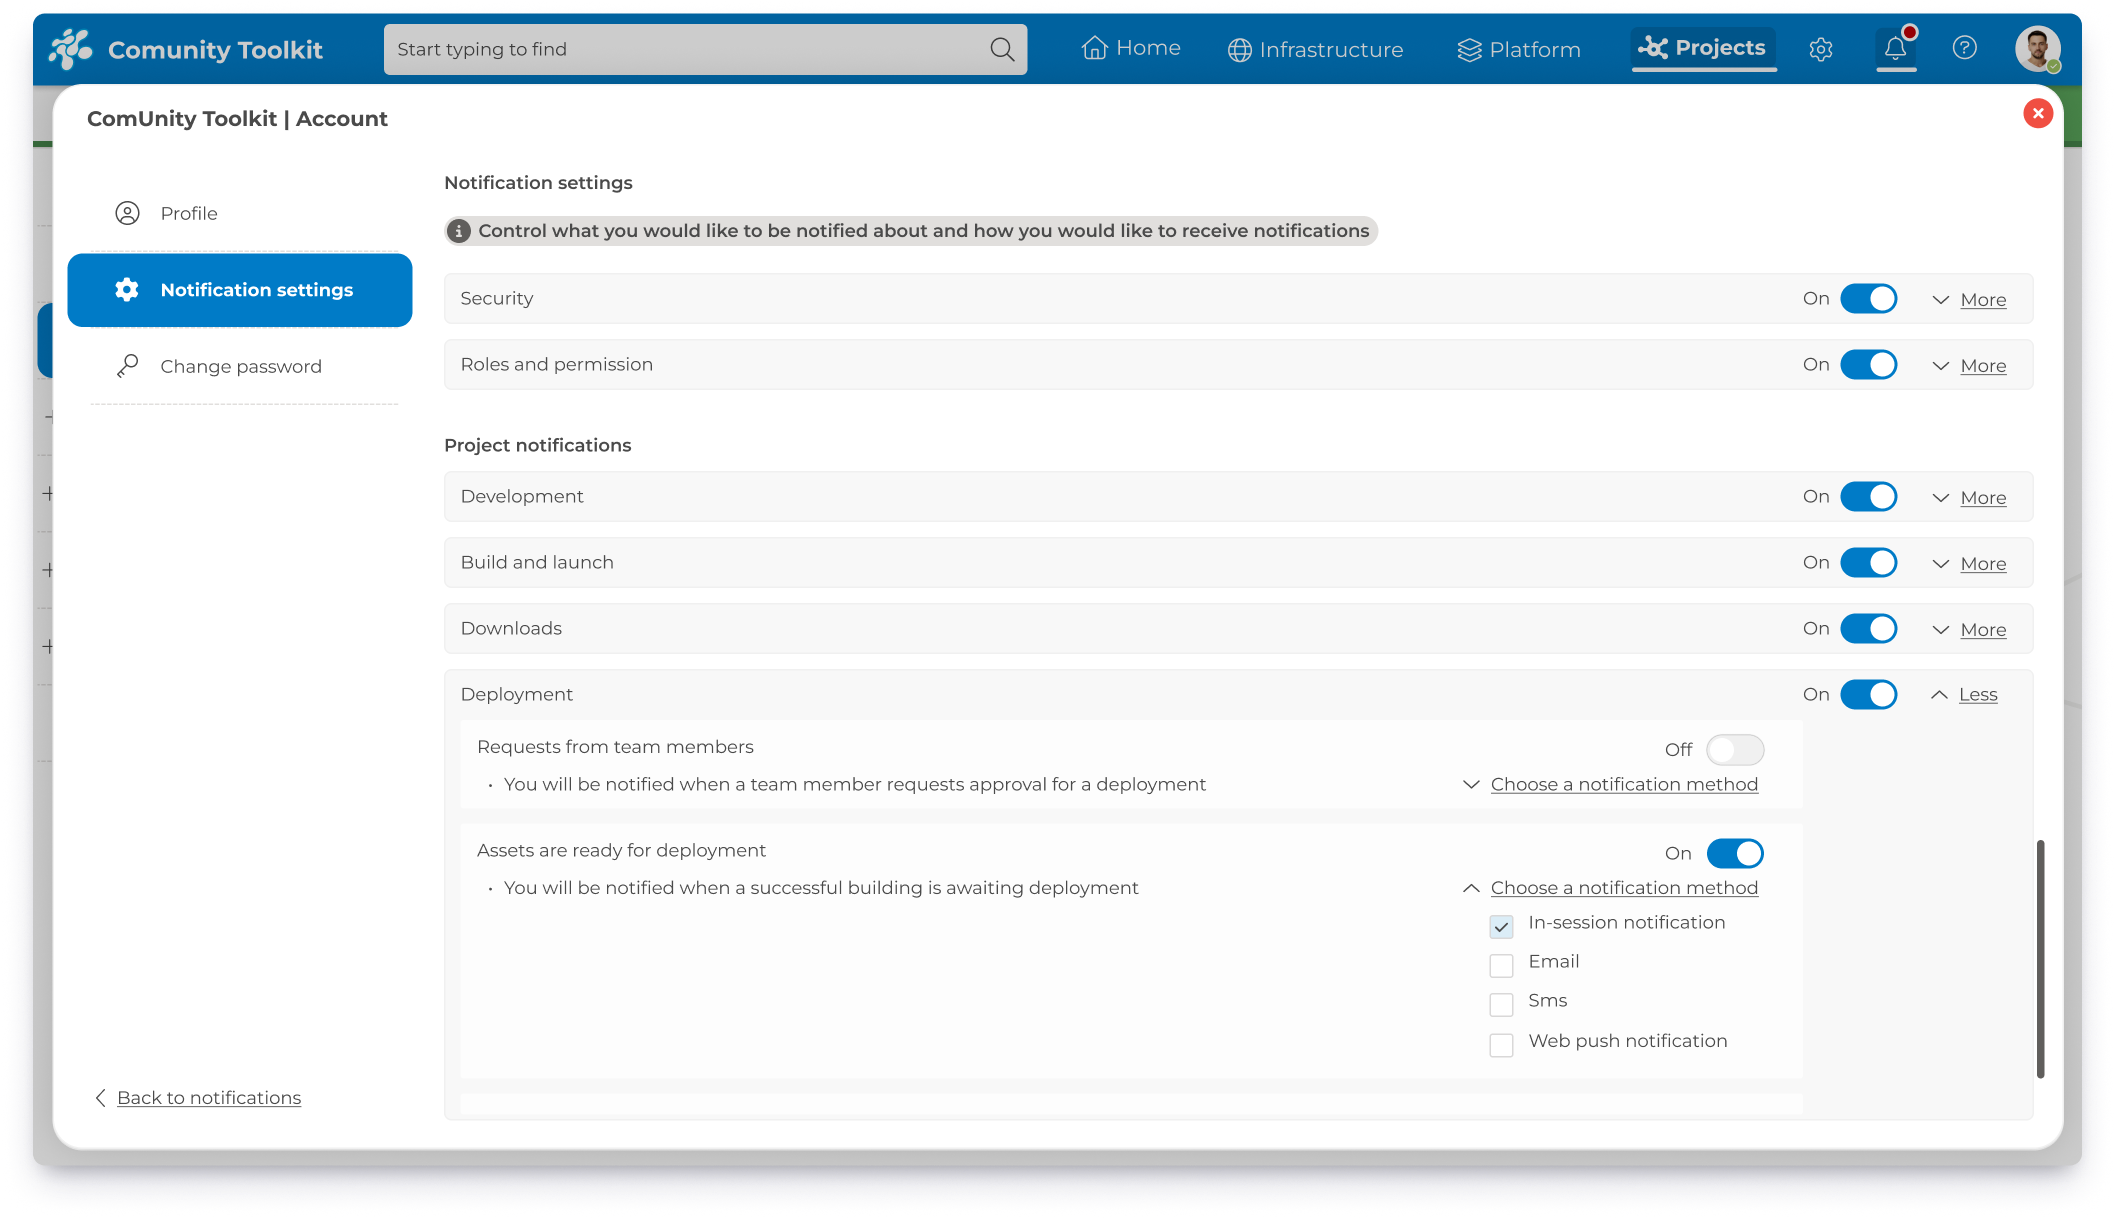 Comunity Toolkit
Start typing to find
Home
Infrastructure
Platform
Projects
ComUnity Toolkit | Account
Profile
Notification settings
Change password
Back to notifications
Notification settings
Control what you would like to be notified about and how you would like to receive notifications
Security On More
Roles and permission On More
Project notifications
Development On More
Build and launch On More
Downloads On More
Deployment On Less
Requests from team members Off
· You will be notified when a team member requests approval for a deployment Choose a notification method
Assets are ready for deployment On
· You will be notified when a successful building is awaiting deployment Choose a notification method
In-session notification
Email
Sms
Web push notification